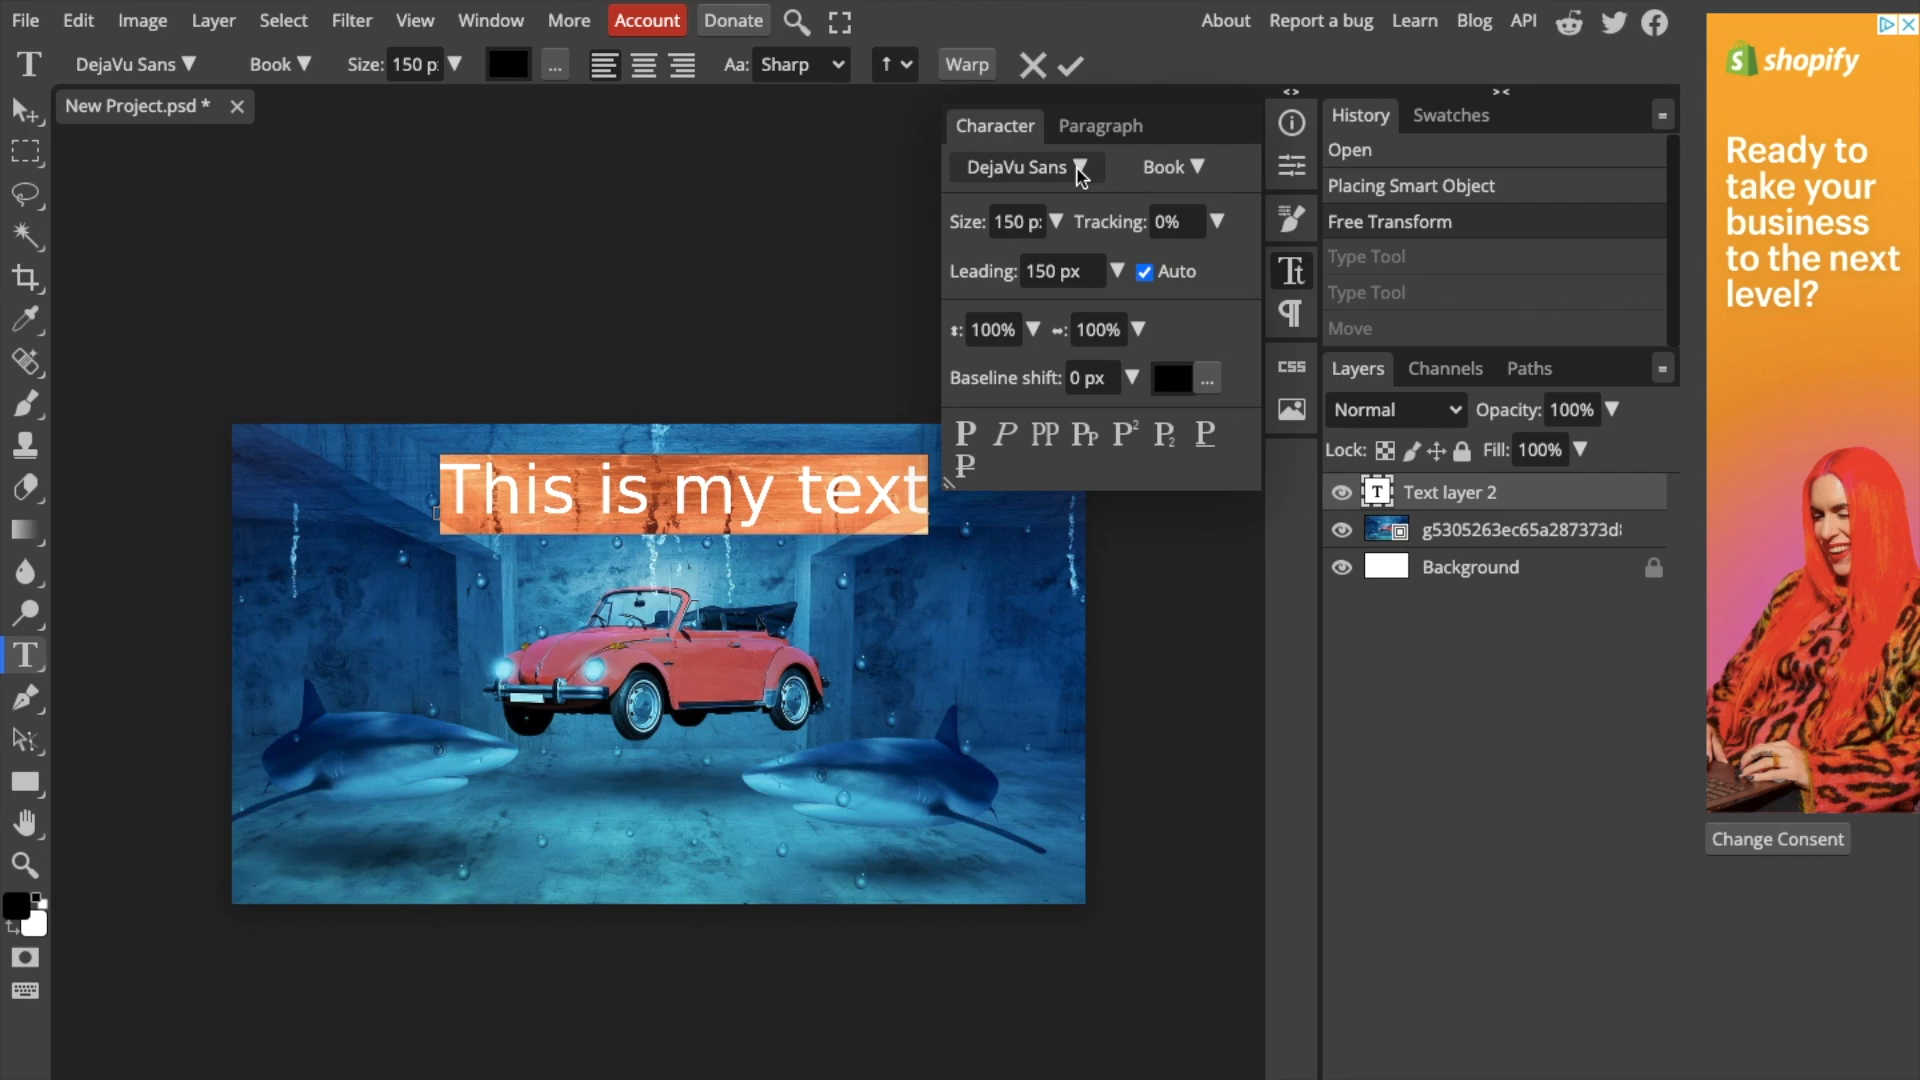 File Edit Image Layer Select Filter View Window More Account Donate About Report a bug Learn Blog API
DejaVu Sans Book Size: 150 p ... Aa: Sharp Warp
New Project.psd *
Character Paragraph
DejaVu Sans Book
Size: 150 p: Tracking: 0%
Leading: 150 px Auto
100% 100%
Baseline shift: 0 px ...
P P PP Pp P² P₂ P
P
This is my text
CSS
History Swatches
Open
Placing Smart Object
Free Transform
Type Tool
Type Tool
Move
Layers Channels Paths
Normal Opacity: 100%
Lock: Fill: 100%
T Text layer 2
g5305263ec65a287373d
Background
shopify
Ready to
take your
business
to the next
level?
Change Consent